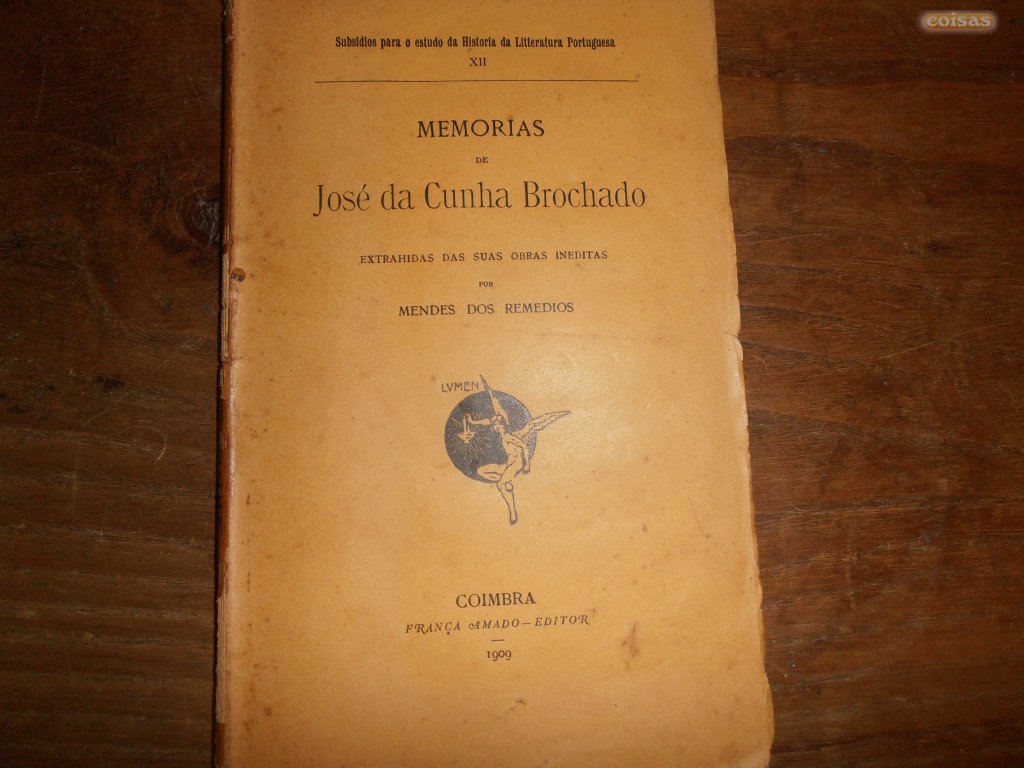 coisas
Subsidios para o estudo da Historia da Litteratura Portuguesa
XII
MEMORIAS
DE
José da Cunha Brochado
EXTRAHIDAS DAS SUAS OBRAS INEDITAS
POR
MENDES DOS REMEDIOS
LVMEN
COIMBRA
FRANÇA AMADO—EDITOR
1909